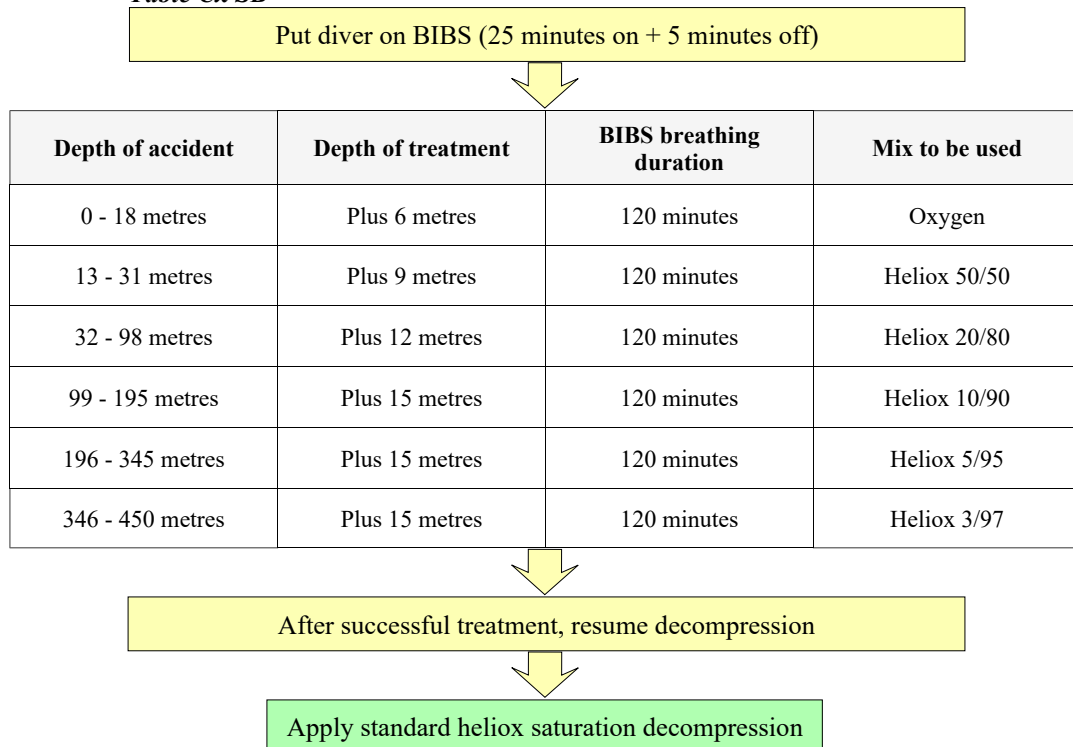 Put diver on BIBS (25 minutes on + 5 minutes off)
Depth of accident Depth of treatment BIBS breathing duration Mix to be used
0 - 18 metres Plus 6 metres 120 minutes Oxygen
13 - 31 metres Plus 9 metres 120 minutes Heliox 50/50
32 - 98 metres Plus 12 metres 120 minutes Heliox 20/80
99 - 195 metres Plus 15 metres 120 minutes Heliox 10/90
196 - 345 metres Plus 15 metres 120 minutes Heliox 5/95
346 - 450 metres Plus 15 metres 120 minutes Heliox 3/97
After successful treatment, resume decompression
Apply standard heliox saturation decompression